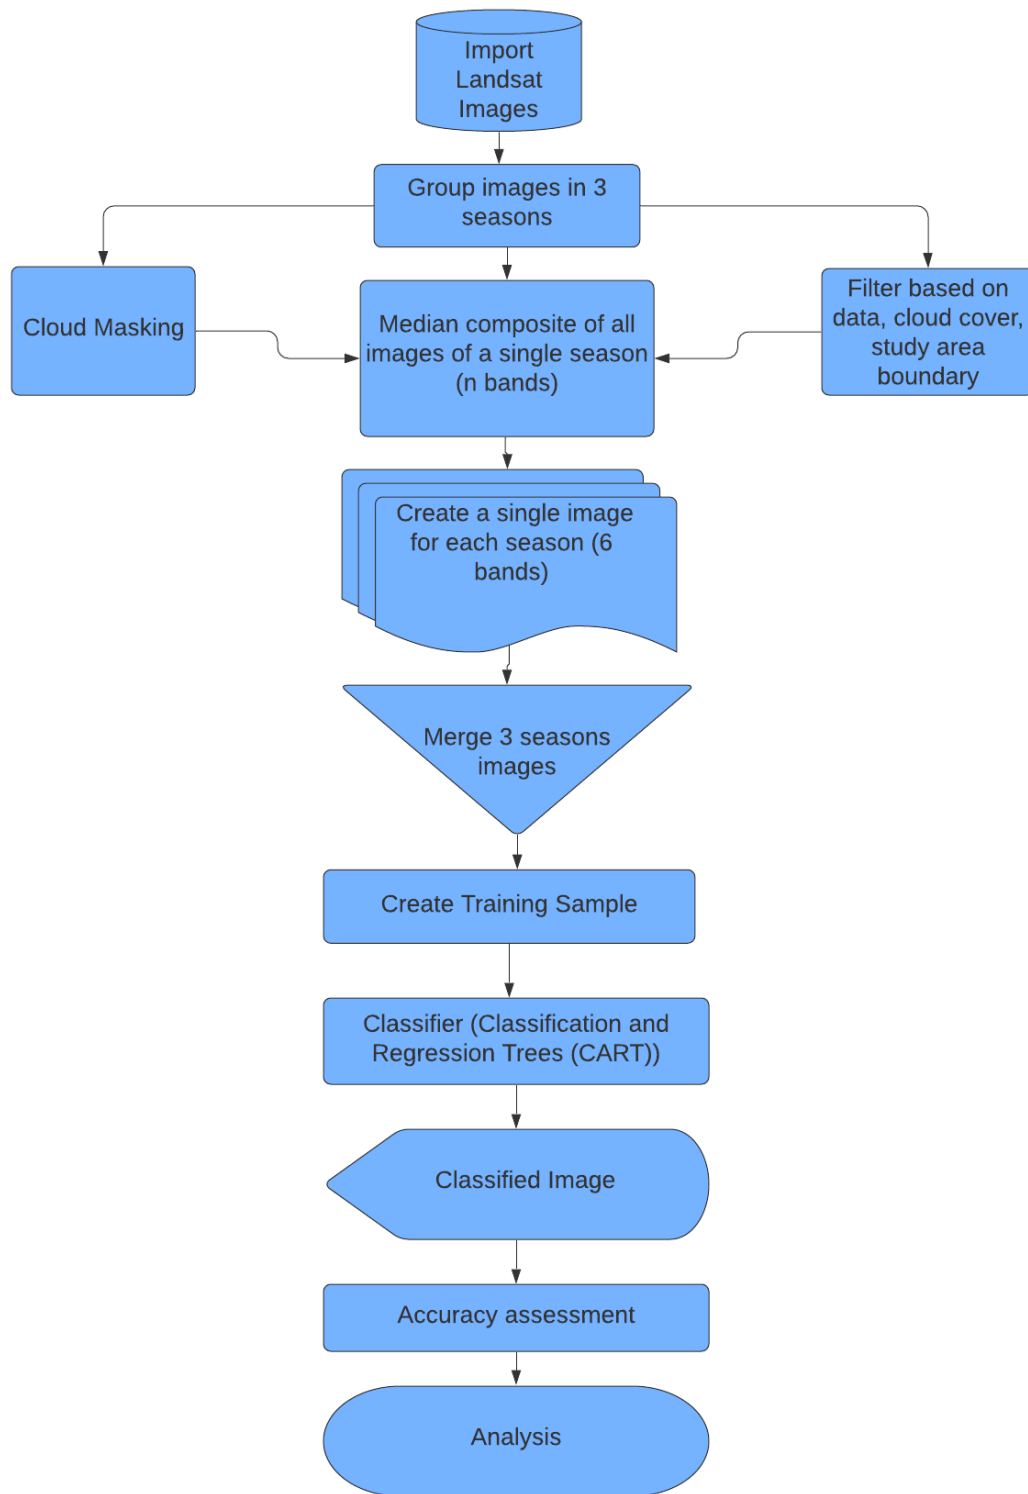 Import
Landsat
Images
Group images in 3
seasons
Cloud Masking
Median composite of all
images of a single season
(n bands)
Filter based on
data, cloud cover,
study area
boundary
Create a single image
for each season (6
bands)
Merge 3 seasons
images
Create Training Sample
Classifier (Classification and
Regression Trees (CART))
Classified Image
Accuracy assessment
Analysis